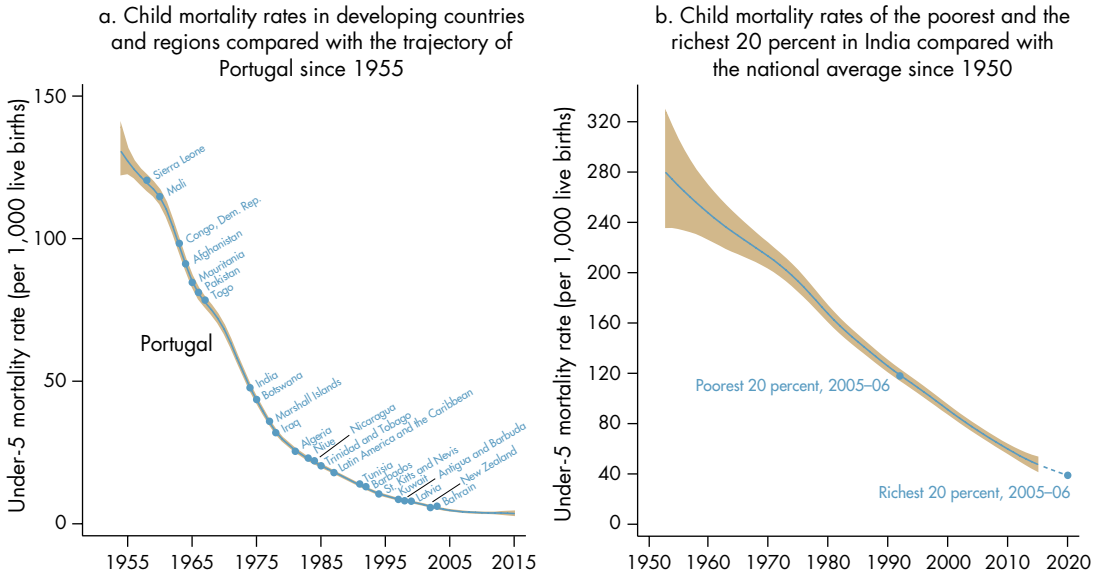 a. Child mortality rates in developing countries
and regions compared with the trajectory of
Portugal since 1955
Under-5 mortality rate (per 1,000 live births)
150
100
50
0
Sierra Leone
Mali
Congo, Dem. Rep.
Afghanistan
Mauritania
Pakistan
Togo
Portugal
India
Botswana
Marshall Islands
Iraq
Algeria
Niue
Nicaragua
Trinidad and Tobago
Latin America and the Caribbean
Tunisia
Barbados
St. Kitts and Nevis
Kuwait
Antigua and Barbuda
Latvia
New Zealand
Bahrain
1955 1965 1975 1985 1995 2005 2015
b. Child mortality rates of the poorest and the
richest 20 percent in India compared with
the national average since 1950
Under-5 mortality rate (per 1,000 live births)
320
280
240
200
160
120
80
40
0
Poorest 20 percent, 2005–06
Richest 20 percent, 2005–06
1950 1960 1970 1980 1990 2000 2010 2020